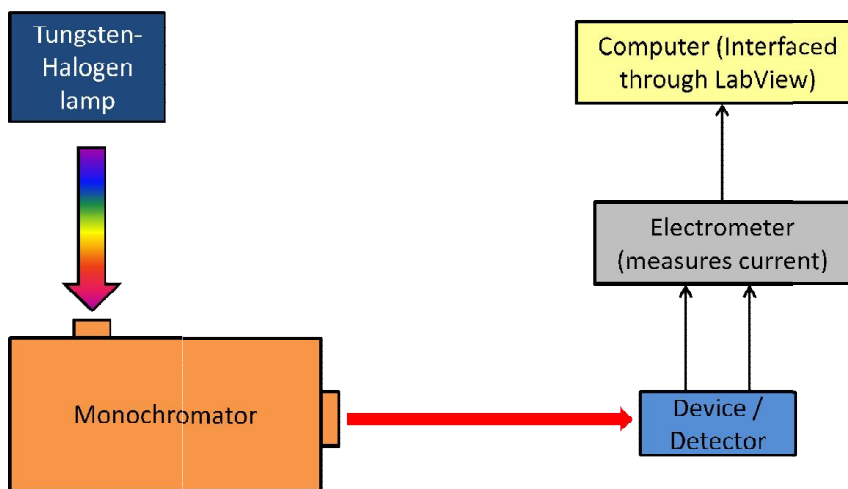 Tungsten-
Halogen
lamp
Computer (Interfaced
through LabView)
Electrometer
(measures current)
Monochromator
Device /
Detector